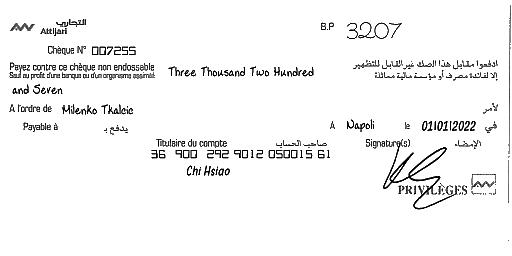 التجاري
Attijari
B.P 3207
Chèque N° 007255
Payez contre ce chèque non endossable
ادفعوا مقابل هذا الصك غير القابل للتظهير
Sauf au profit d'une banque ou d'un organisme assimilé
إلا لفائدة مصرف أو مؤسسة مالية مماثلة
Three Thousand Two Hundred
and Seven
A l'ordre de Milenko Tkalcic لأمر
Payable à يدفع بـ A Napoli le 01/01/2022 في
Titulaire du compte صاحب الحساب Signature(s) الإمضاء
36 900 292 9012 050015 61
Chi Hsiao
PRIVILÈGES